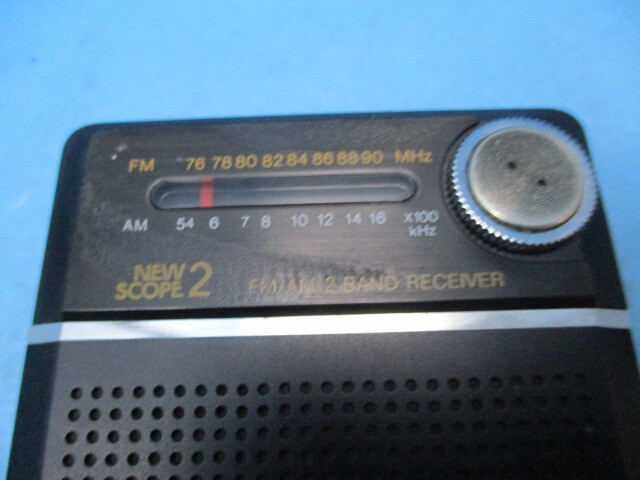 FM 76 78 80 82 84 86 88 90 MHz
AM 54 6 7 8 10 12 14 16 X100 kHz
NEW SCOPE 2
FM/AM 2 BAND RECEIVER